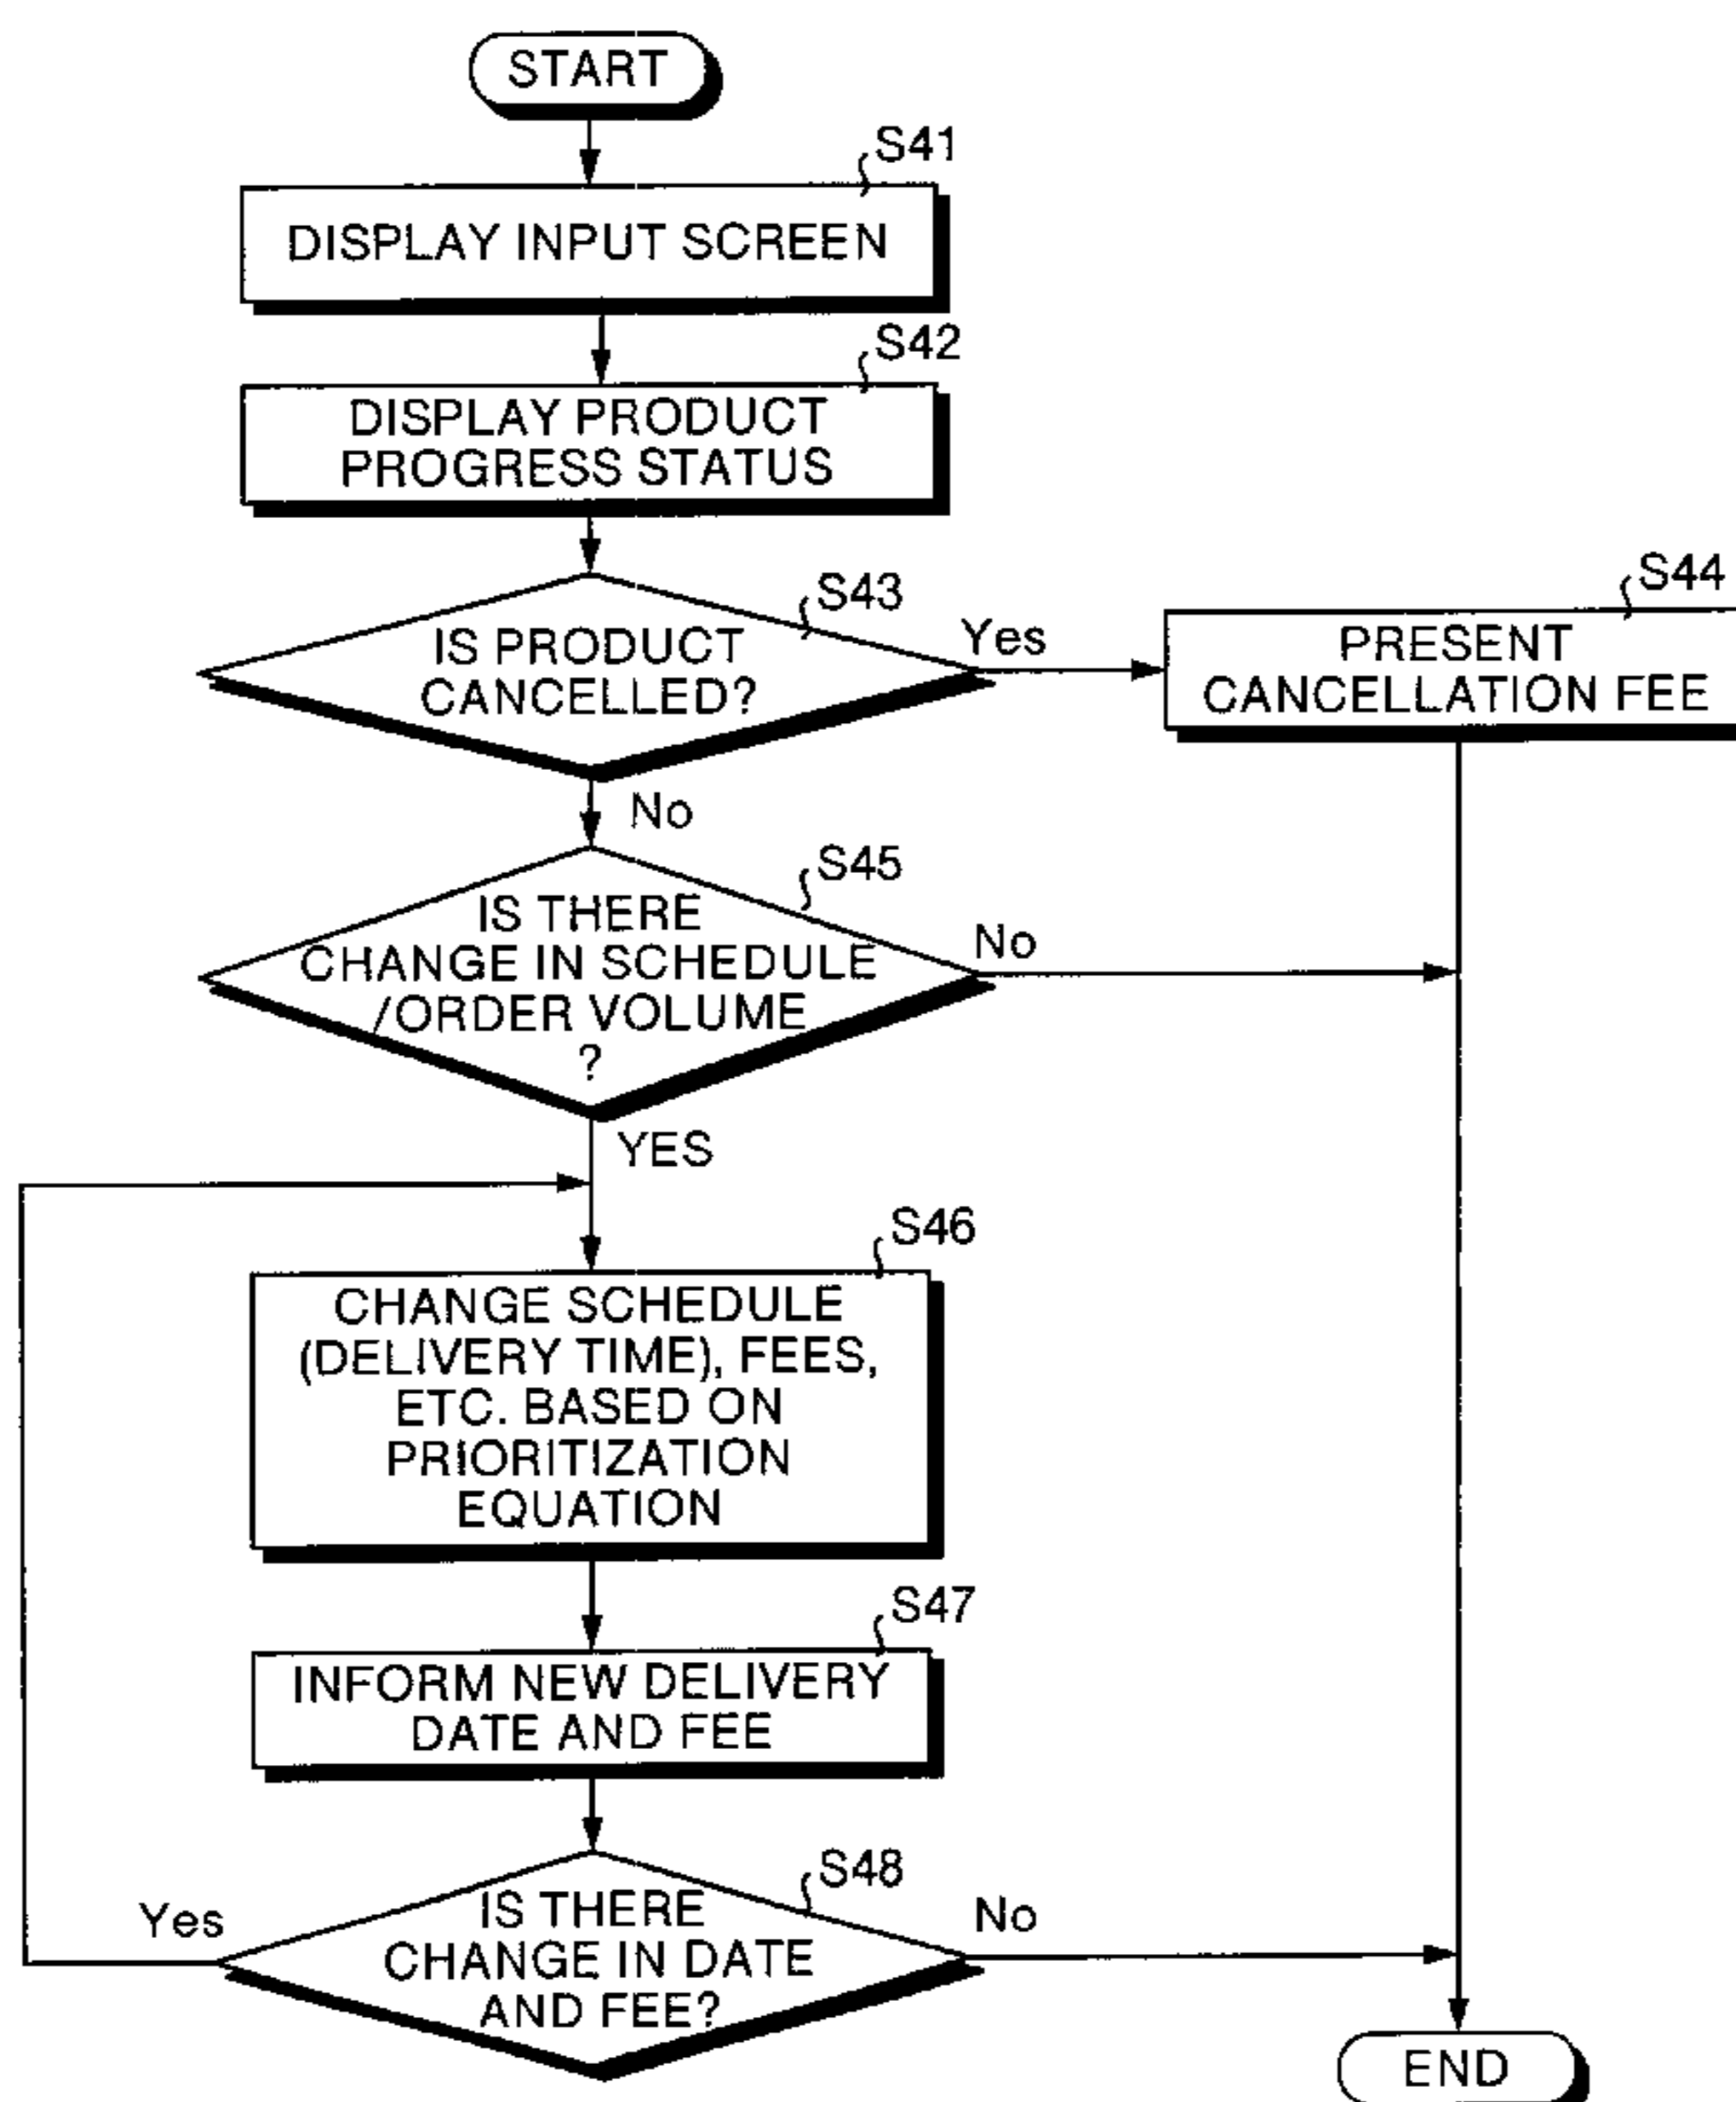 START
S41
DISPLAY INPUT SCREEN
S42
DISPLAY PRODUCT
PROGRESS STATUS
S43
IS PRODUCT
CANCELLED?
Yes
S44
PRESENT
CANCELLATION FEE
No
S45
IS THERE
CHANGE IN SCHEDULE
/ORDER VOLUME
?
No
YES
S46
CHANGE SCHEDULE
(DELIVERY TIME), FEES,
ETC. BASED ON
PRIORITIZATION
EQUATION
S47
INFORM NEW DELIVERY
DATE AND FEE
S48
IS THERE
CHANGE IN DATE
AND FEE?
Yes
No
END